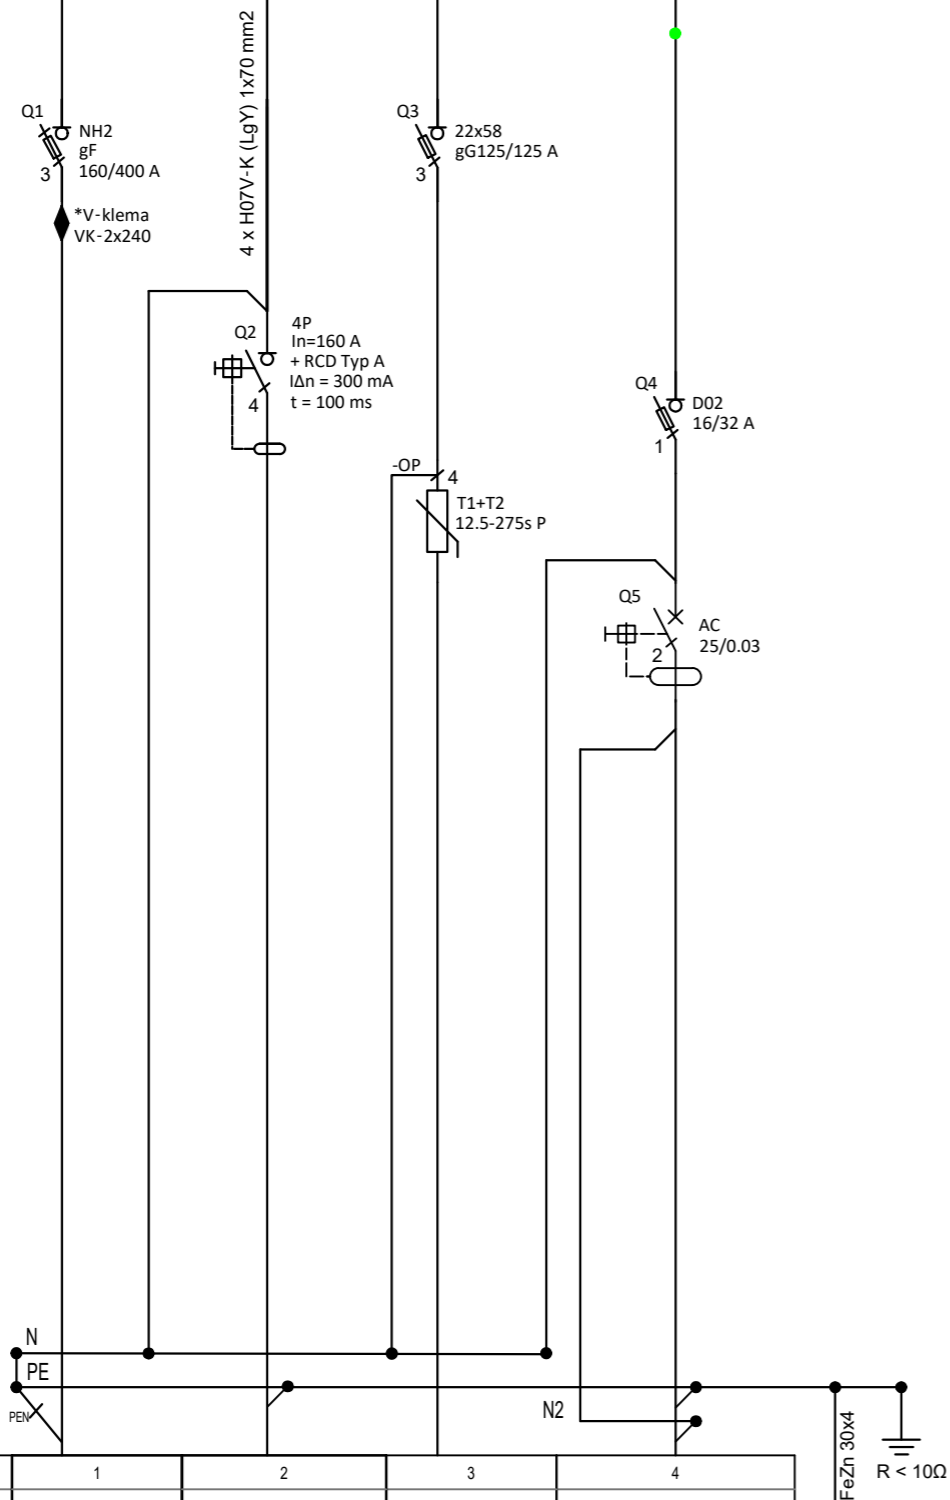 4 x H07V-K (LgY) 1x70 mm2
Q1
NH2
gF
160/400 A
3
*V-klema
VK-2x240
Q3
22x58
gG125/125 A
3
Q2
4P
In=160 A
+ RCD Typ A
IΔn = 300 mA
t = 100 ms
4
Q4
D02
16/32 A
1
-OP
4
T1+T2
12.5-275s P
Q5
AC
25/0.03
2
N
PE
PEN
N2
FeZn 30x4
R < 10Ω
1
2
3
4